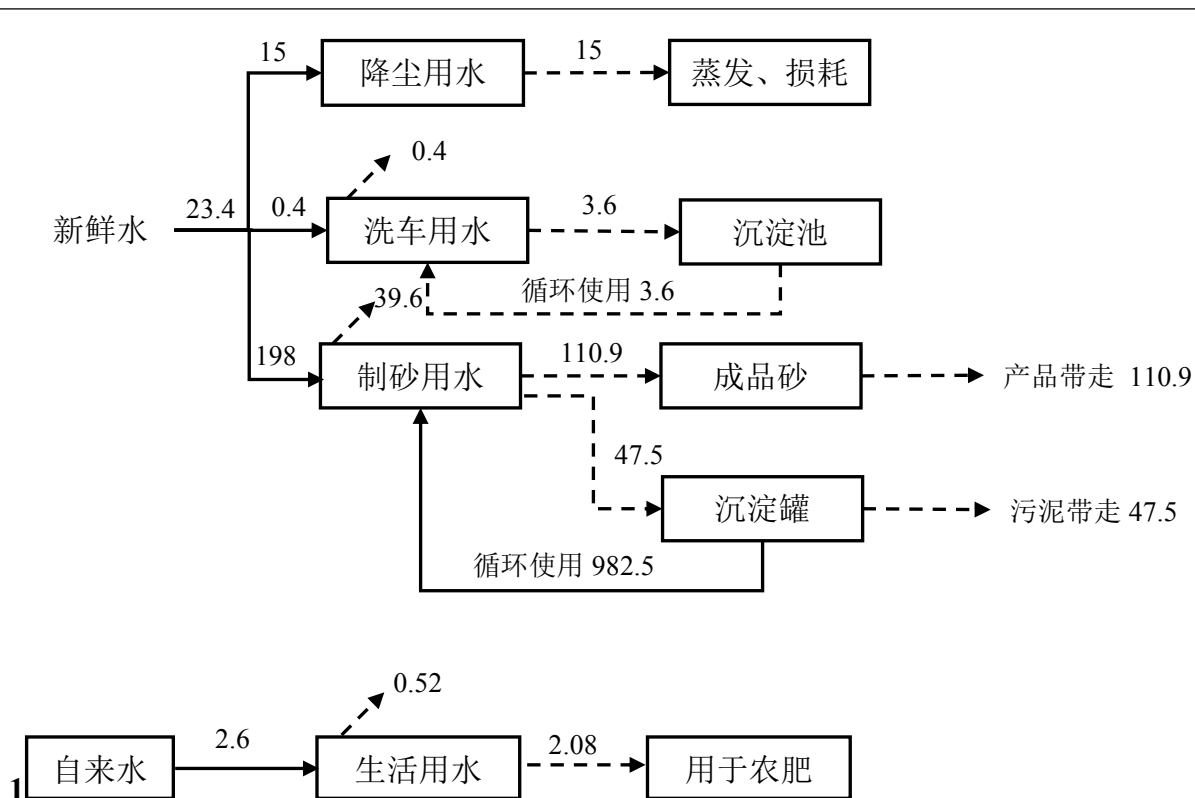 15
降尘用水
15
蒸发、损耗
0.4
新鲜水
23.4
0.4
洗车用水
3.6
沉淀池
循环使用 3.6
39.6
198
制砂用水
110.9
成品砂
产品带走 110.9
47.5
沉淀罐
污泥带走 47.5
循环使用 982.5
0.52
自来水
2.6
生活用水
2.08
用于农肥